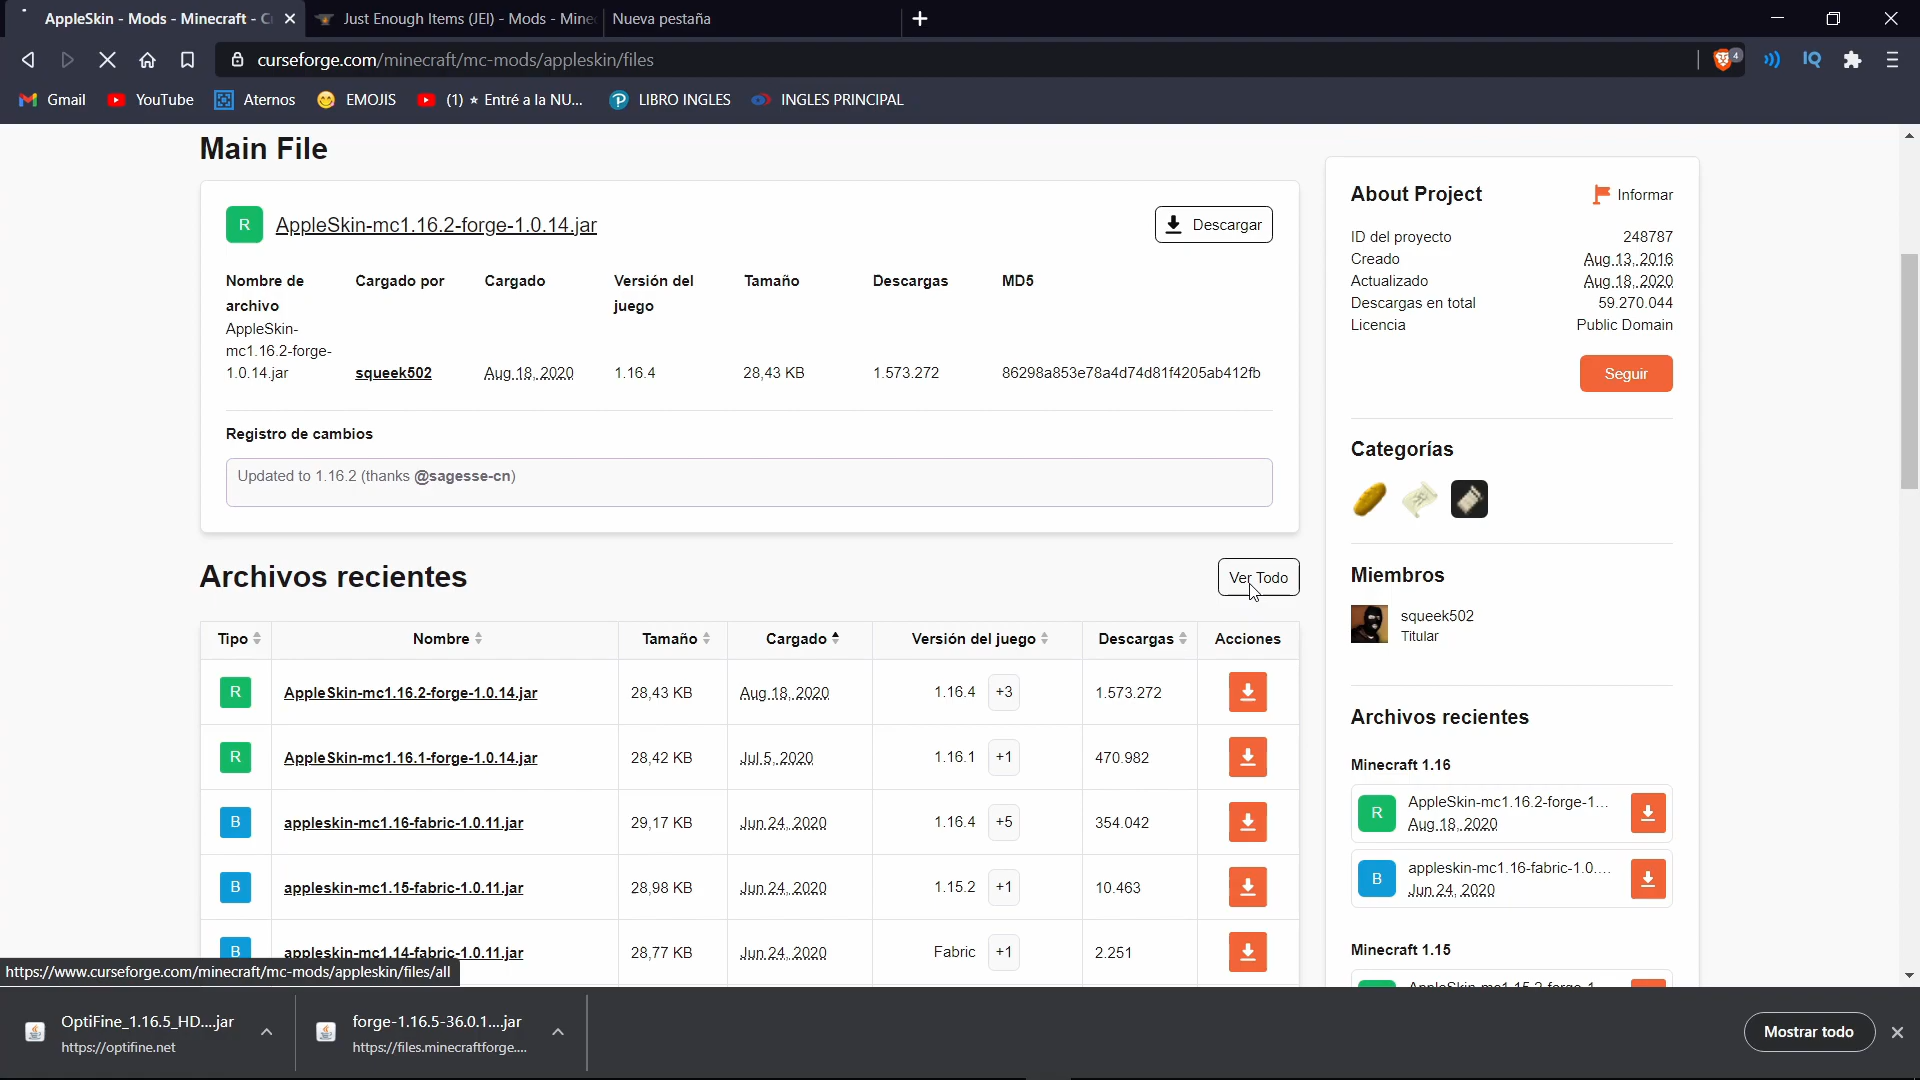 AppleSkin - Mods - Minecraft - C
Just Enough Items (JEI) - Mods - Mine
Nueva pestaña
curseforge.com/minecraft/mc-mods/appleskin/files
4
IQ
Gmail
YouTube
Aternos
EMOJIS
(1) ★ Entré a la NU...
LIBRO INGLES
INGLES PRINCIPAL
Main File
R AppleSkin-mc1.16.2-forge-1.0.14.jar
Descargar
Nombre de archivo
Cargado por
Cargado
Versión del juego
Tamaño
Descargas
MD5
AppleSkin-
mc1.16.2-forge-
1.0.14.jar
squeek502
Aug 18, 2020
1.16.4
28,43 KB
1.573.272
86298a853e78a4d74d81f4205ab412fb
Registro de cambios
Updated to 1.16.2 (thanks @sagesse-cn)
Archivos recientes
Ver Todo
Tipo Nombre Tamaño Cargado Versión del juego Descargas Acciones
R AppleSkin-mc1.16.2-forge-1.0.14.jar 28,43 KB Aug 18, 2020 1.16.4 +3 1.573.272
R AppleSkin-mc1.16.1-forge-1.0.14.jar 28,42 KB Jul 5, 2020 1.16.1 +1 470.982
B appleskin-mc1.16-fabric-1.0.11.jar 29,17 KB Jun 24, 2020 1.16.4 +5 354.042
B appleskin-mc1.15-fabric-1.0.11.jar 28,98 KB Jun 24, 2020 1.15.2 +1 10.463
B appleskin-mc1.14-fabric-1.0.11.jar 28,77 KB Jun 24, 2020 Fabric +1 2.251
About Project
Informar
ID del proyecto 248787
Creado Aug 13, 2016
Actualizado Aug 18, 2020
Descargas en total 59.270.044
Licencia Public Domain
Seguir
Categorías
Miembros
squeek502
Titular
Archivos recientes
Minecraft 1.16
R AppleSkin-mc1.16.2-forge-1...
Aug 18, 2020
B appleskin-mc1.16-fabric-1.0....
Jun 24, 2020
Minecraft 1.15
https://www.curseforge.com/minecraft/mc-mods/appleskin/files/all
OptiFine_1.16.5_HD....jar
https://optifine.net
forge-1.16.5-36.0.1....jar
https://files.minecraftforge....
Mostrar todo